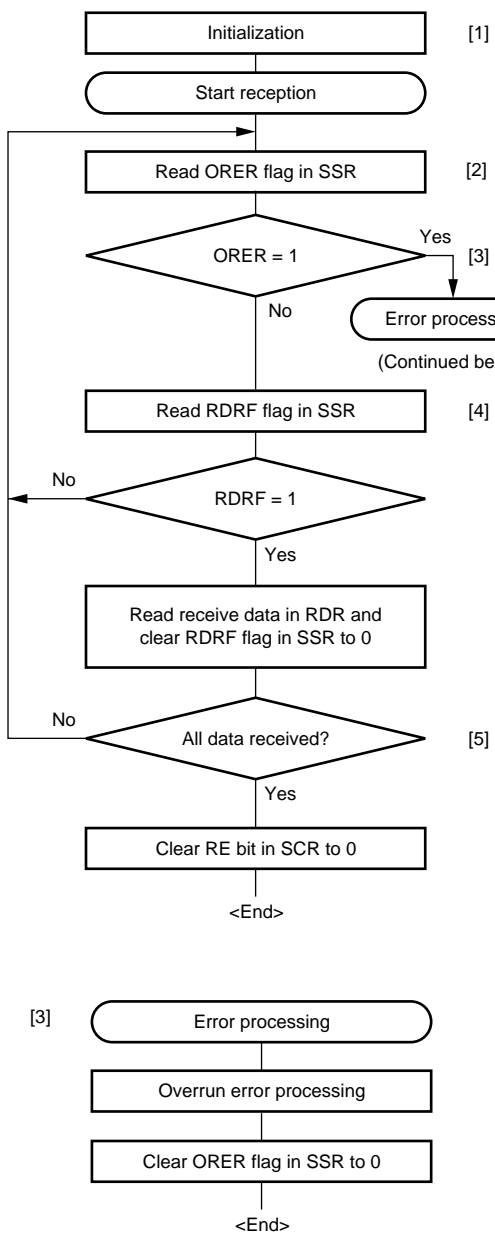 Initialization
[1]
Start reception
Read ORER flag in SSR
[2]
ORER = 1
Yes
[3]
No
Error process
(Continued be
Read RDRF flag in SSR
[4]
No
RDRF = 1
Yes
Read receive data in RDR and
clear RDRF flag in SSR to 0
No
All data received?
[5]
Yes
Clear RE bit in SCR to 0
<End>
[3]
Error processing
Overrun error processing
Clear ORER flag in SSR to 0
<End>